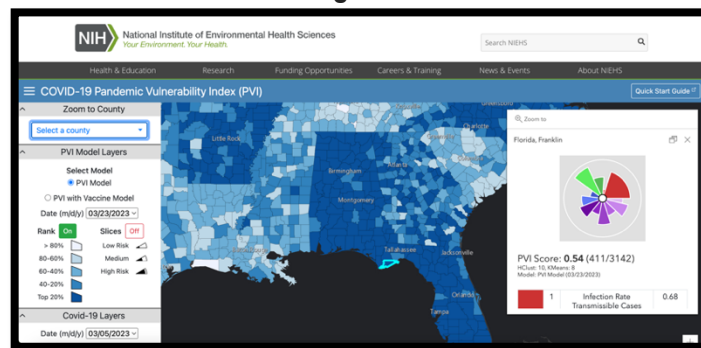 NIH
National Institute of Environmental Health Sciences
Your Environment. Your Health.
Search NIEHS
Health & Education
Research
Funding Opportunities
Careers & Training
News & Events
About NIEHS
COVID-19 Pandemic Vulnerability Index (PVI)
Quick Start Guide
Zoom to County
Select a county
PVI Model Layers
Select Model
PVI Model
PVI with Vaccine Model
Date (m/d/y) 03/23/2023
Rank On Slices Off
> 80% Low Risk
80-60% Medium
60-40% High Risk
40-20%
Top 20%
Covid-19 Layers
Date (m/d/y) 03/05/2023
Little Rock
Charlotte
Atlanta
Birmingham
Montgomery
Tallahassee
Jacksonville
Orlando
Tampa
Zoom to
Florida, Franklin
PVI Score: 0.54 (411/3142)
HClust: 10, KMeans: 8
Model: PVI Model (03/23/2023)
1 Infection Rate 0.68
Transmissible Cases